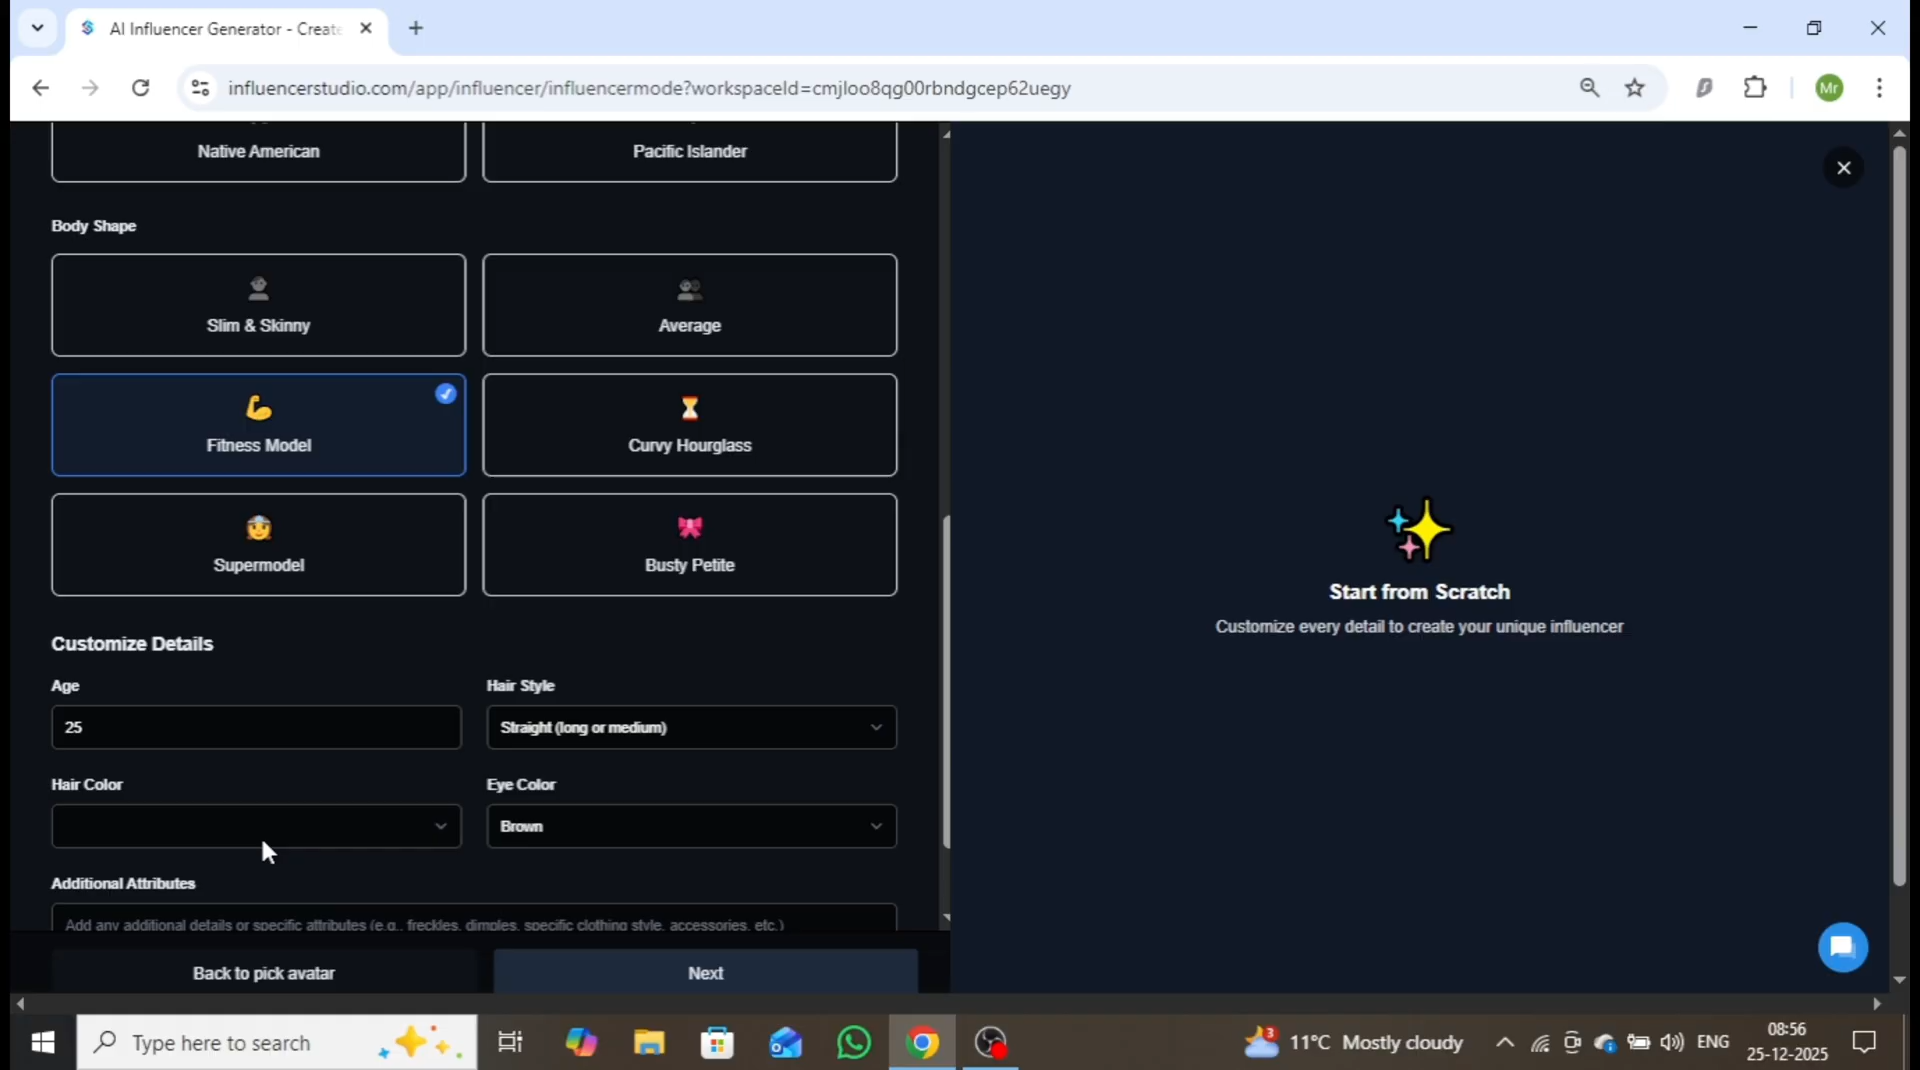 AI Influencer Generator - Create
influencerstudio.com/app/influencer/influencermode?workspaceId=cmjloo8qg00rbndgcep62uegy
Mr
Native American
Pacific Islander
Body Shape
Slim & Skinny
Average
Fitness Model
Curvy Hourglass
Supermodel
Busty Petite
Start from Scratch
Customize every detail to create your unique influencer
Customize Details
Age
Hair Style
25
Straight (long or medium)
Hair Color
Eye Color
Brown
Additional Attributes
Add any additional details or specific attributes (e.g., freckles, dimples, specific clothing style, accessories, etc.)
Back to pick avatar
Next
Type here to search
3
11°C Mostly cloudy
ENG
08:56
25-12-2025